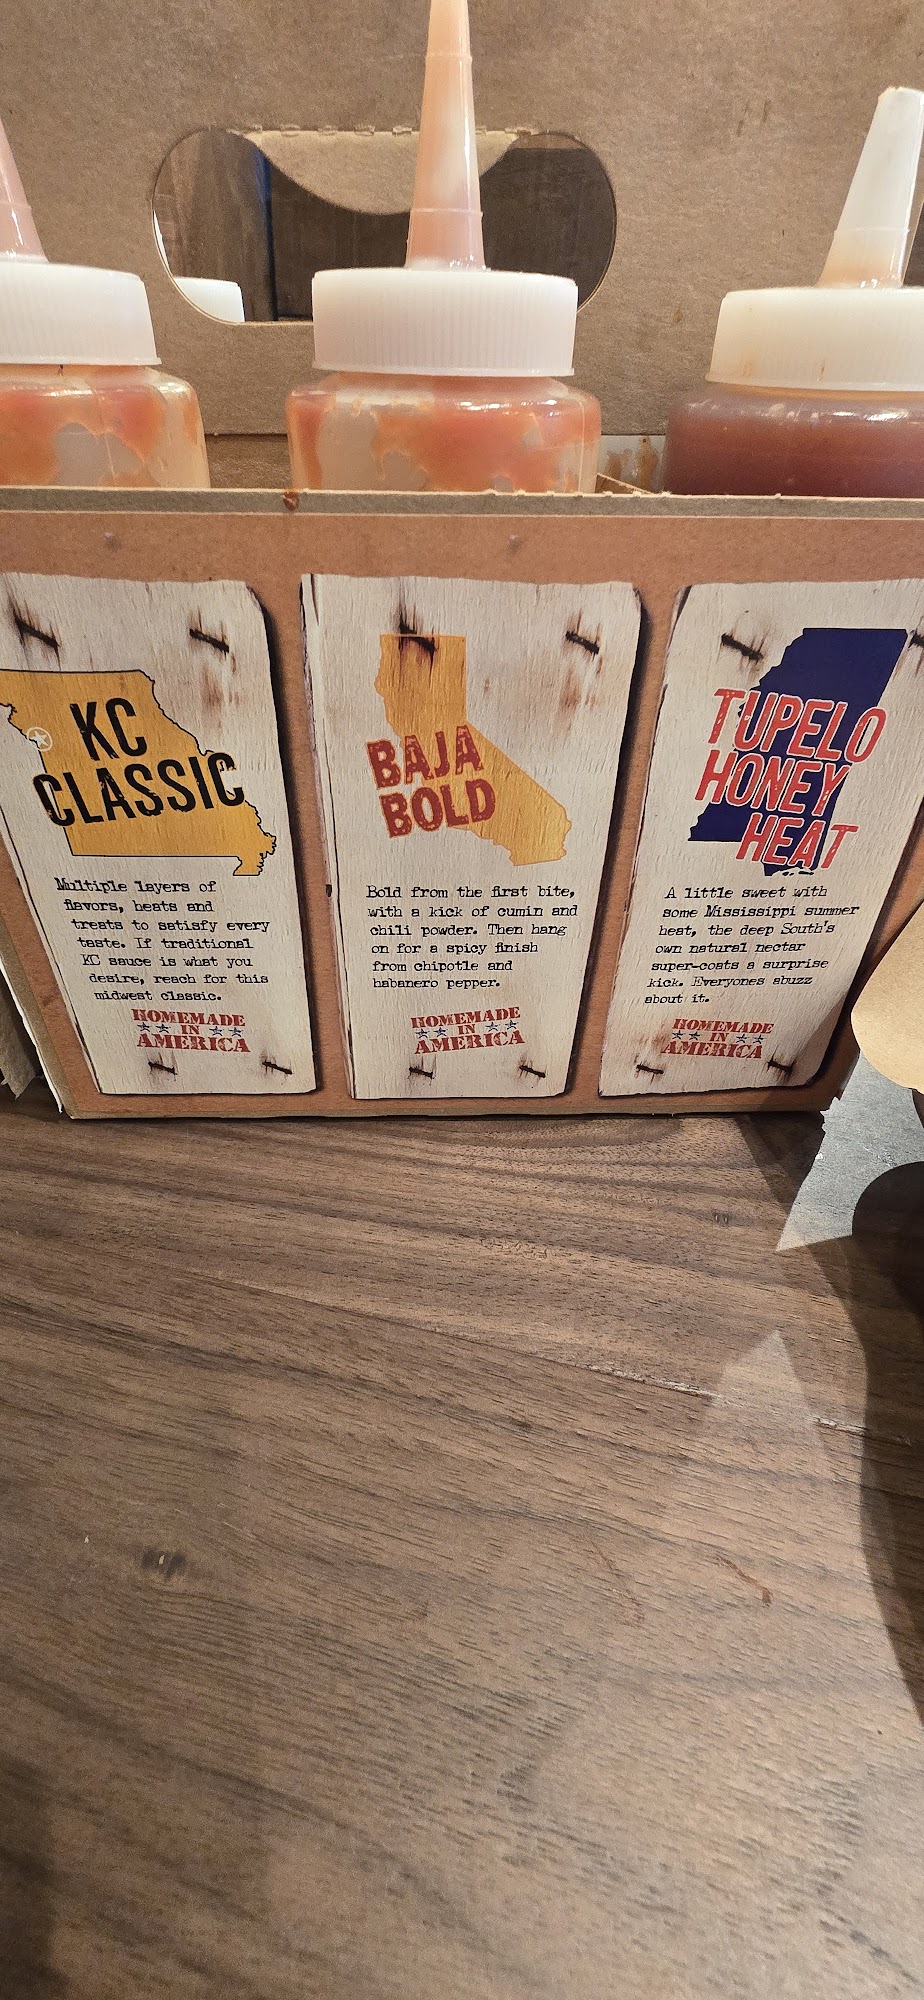 KC
CLASSIC
Multiple layers of
flavors, heats and
treats to satisfy every
taste. If traditional
KC sauce is what you
desire, reach for this
midwest classic.
HOMEMADE
IN
AMERICA
BAJA
BOLD
Bold from the first bite,
with a kick of cumin and
chili powder. Then hang
on for a spicy finish
from chipotle and
habanero pepper.
HOMEMADE
IN
AMERICA
TUPELO
HONEY
HEAT
A little sweet with
some Mississippi summer
heat, the deep South's
own natural nectar
super-coats a surprise
kick. Everyones abuzz
about it.
HOMEMADE
IN
AMERICA